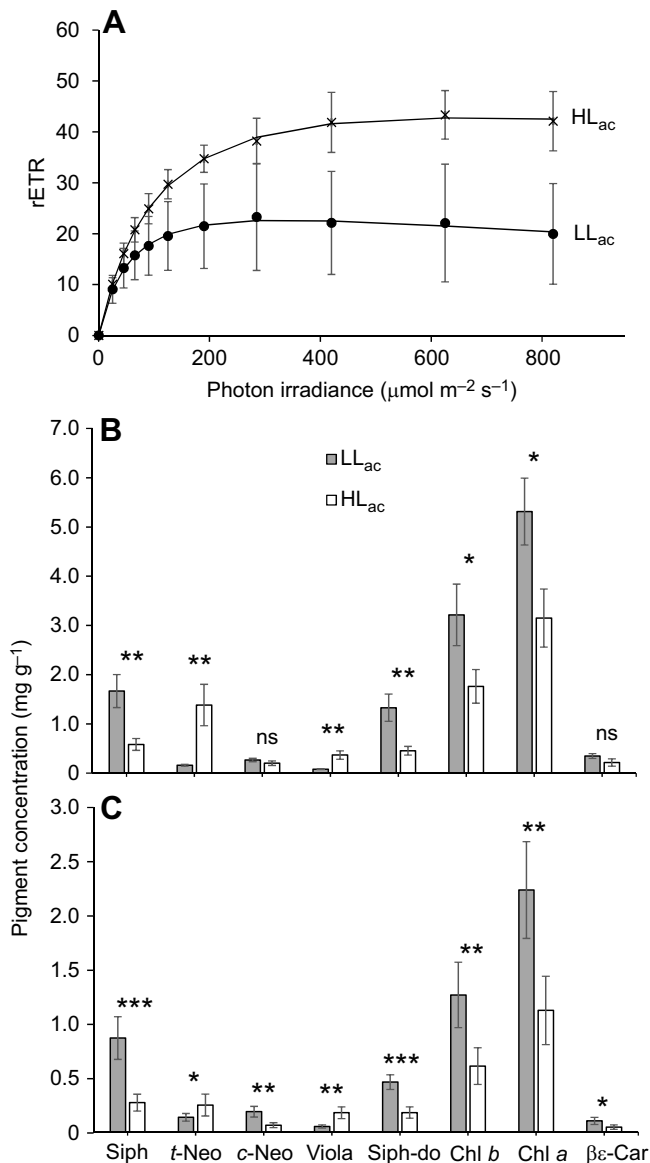 A
60
50
40
30
20
10
0
rETR
HLac
LLac
0 200 400 600 800
Photon irradiance (μmol m–2 s–1)
B
7.0
6.0
5.0
4.0
3.0
2.0
1.0
0
LLac
HLac
** ** ns ** ** * * ns
Pigment concentration (mg g–1)
C
3.0
2.5
2.0
1.5
1.0
0.5
0
*** * ** ** *** ** ** *
Siph t-Neo c-Neo Viola Siph-do Chl b Chl a βε-Car